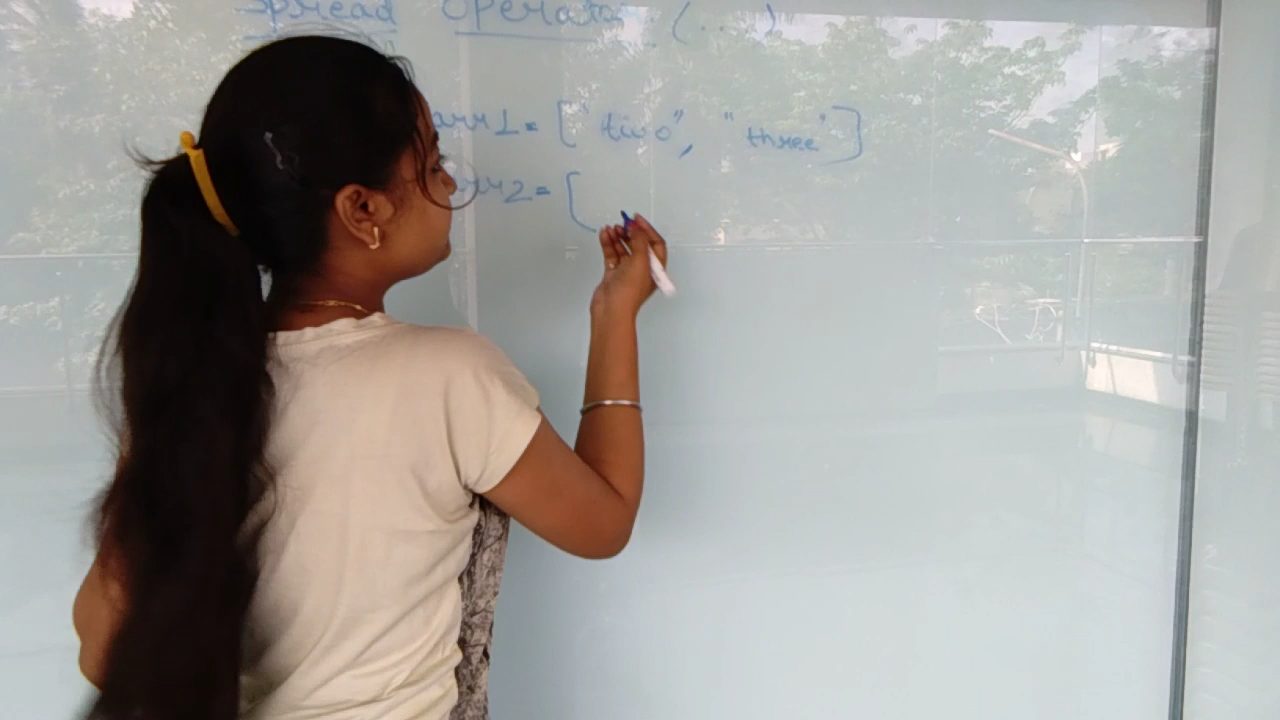 Spread Operator (...)
arr1 = ["two", "three"]
arr2 = [